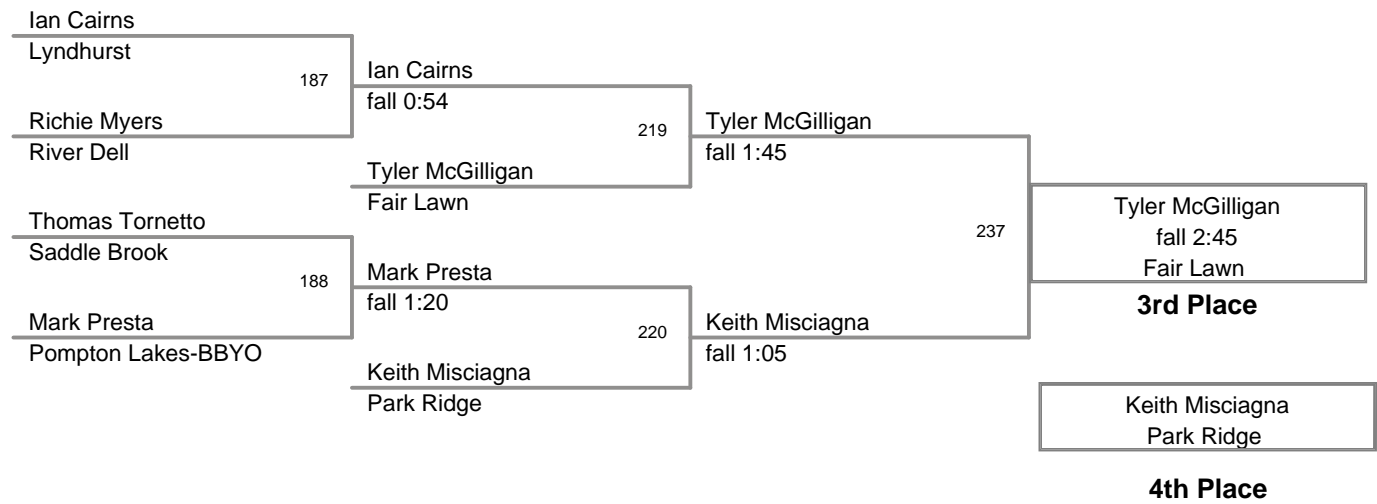 Ian Cairns
Lyndhurst
187
Ian Cairns
fall 0:54
Richie Myers
River Dell
219
Tyler McGilligan
fall 1:45
Tyler McGilligan
Fair Lawn
Thomas Tornetto
Saddle Brook
237
Tyler McGilligan
fall 2:45
Fair Lawn
3rd Place
188
Mark Presta
fall 1:20
Mark Presta
Pompton Lakes-BBYO
220
Keith Misciagna
fall 1:05
Keith Misciagna
Park Ridge
Keith Misciagna
Park Ridge
4th Place